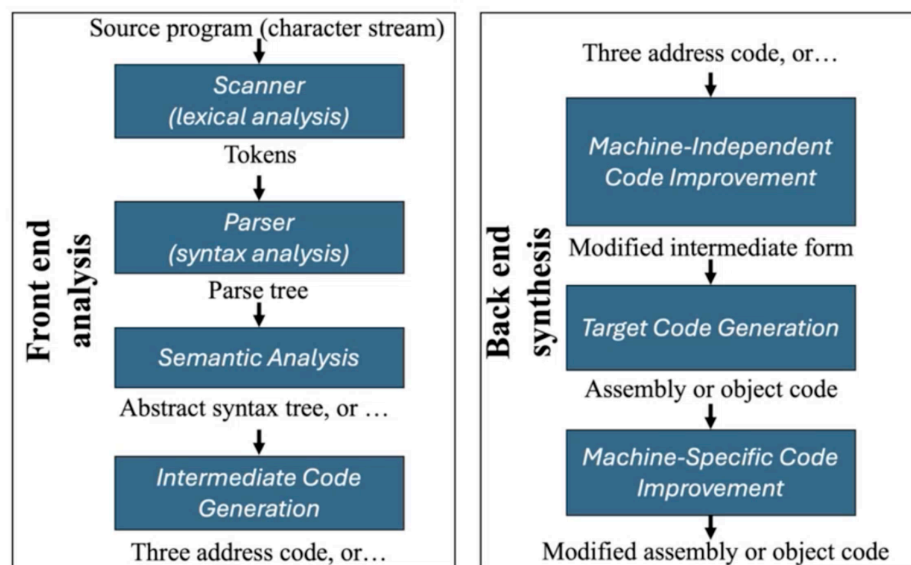 Source program (character stream)
Scanner
(lexical analysis)
Tokens
Parser
(syntax analysis)
Parse tree
Semantic Analysis
Abstract syntax tree, or …
Intermediate Code
Generation
Three address code, or…
Front end
analysis
Three address code, or…
Machine-Independent
Code Improvement
Modified intermediate form
Target Code Generation
Assembly or object code
Machine-Specific Code
Improvement
Modified assembly or object code
Back end
synthesis